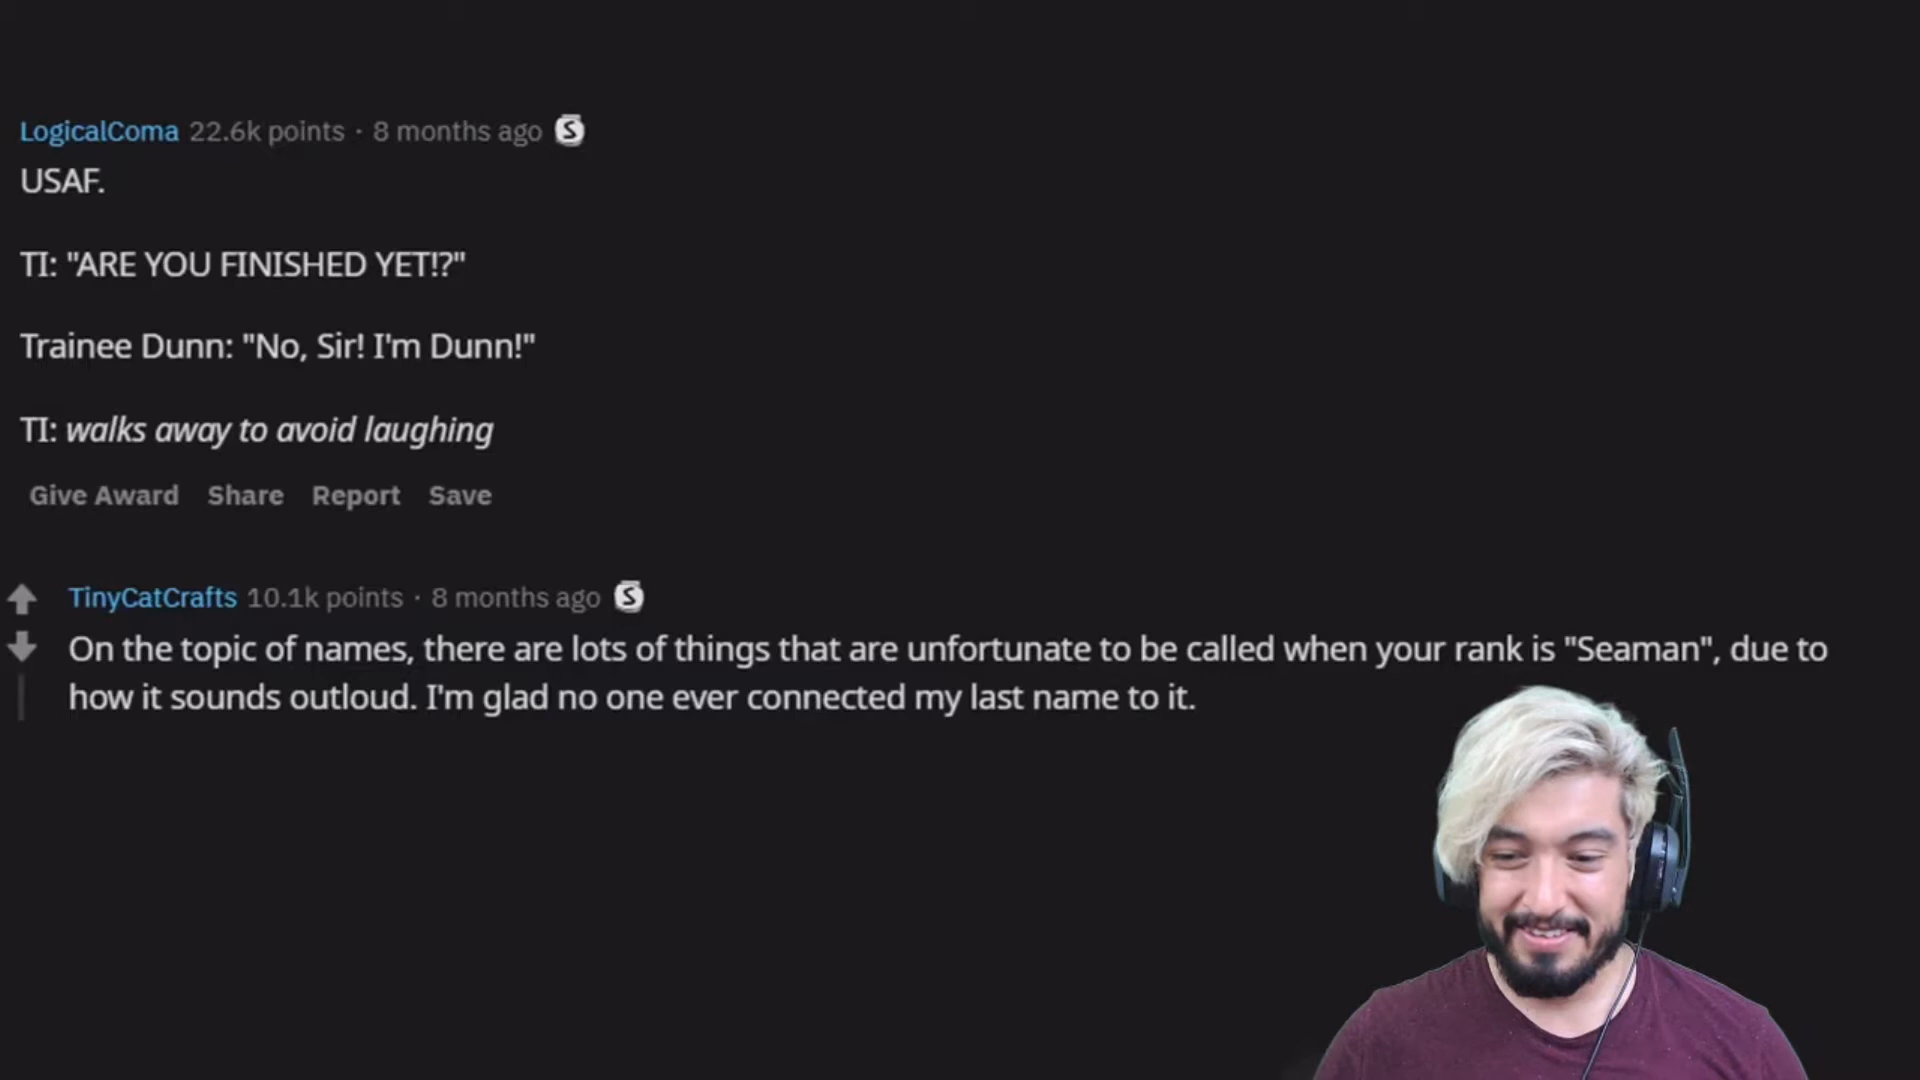 LogicalComa 22.6k points · 8 months ago S
USAF.
TI: "ARE YOU FINISHED YET!?"
Trainee Dunn: "No, Sir! I'm Dunn!"
TI: walks away to avoid laughing
Give Award Share Report Save
TinyCatCrafts 10.1k points · 8 months ago S
On the topic of names, there are lots of things that are unfortunate to be called when your rank is "Seaman", due to
how it sounds outloud. I'm glad no one ever connected my last name to it.